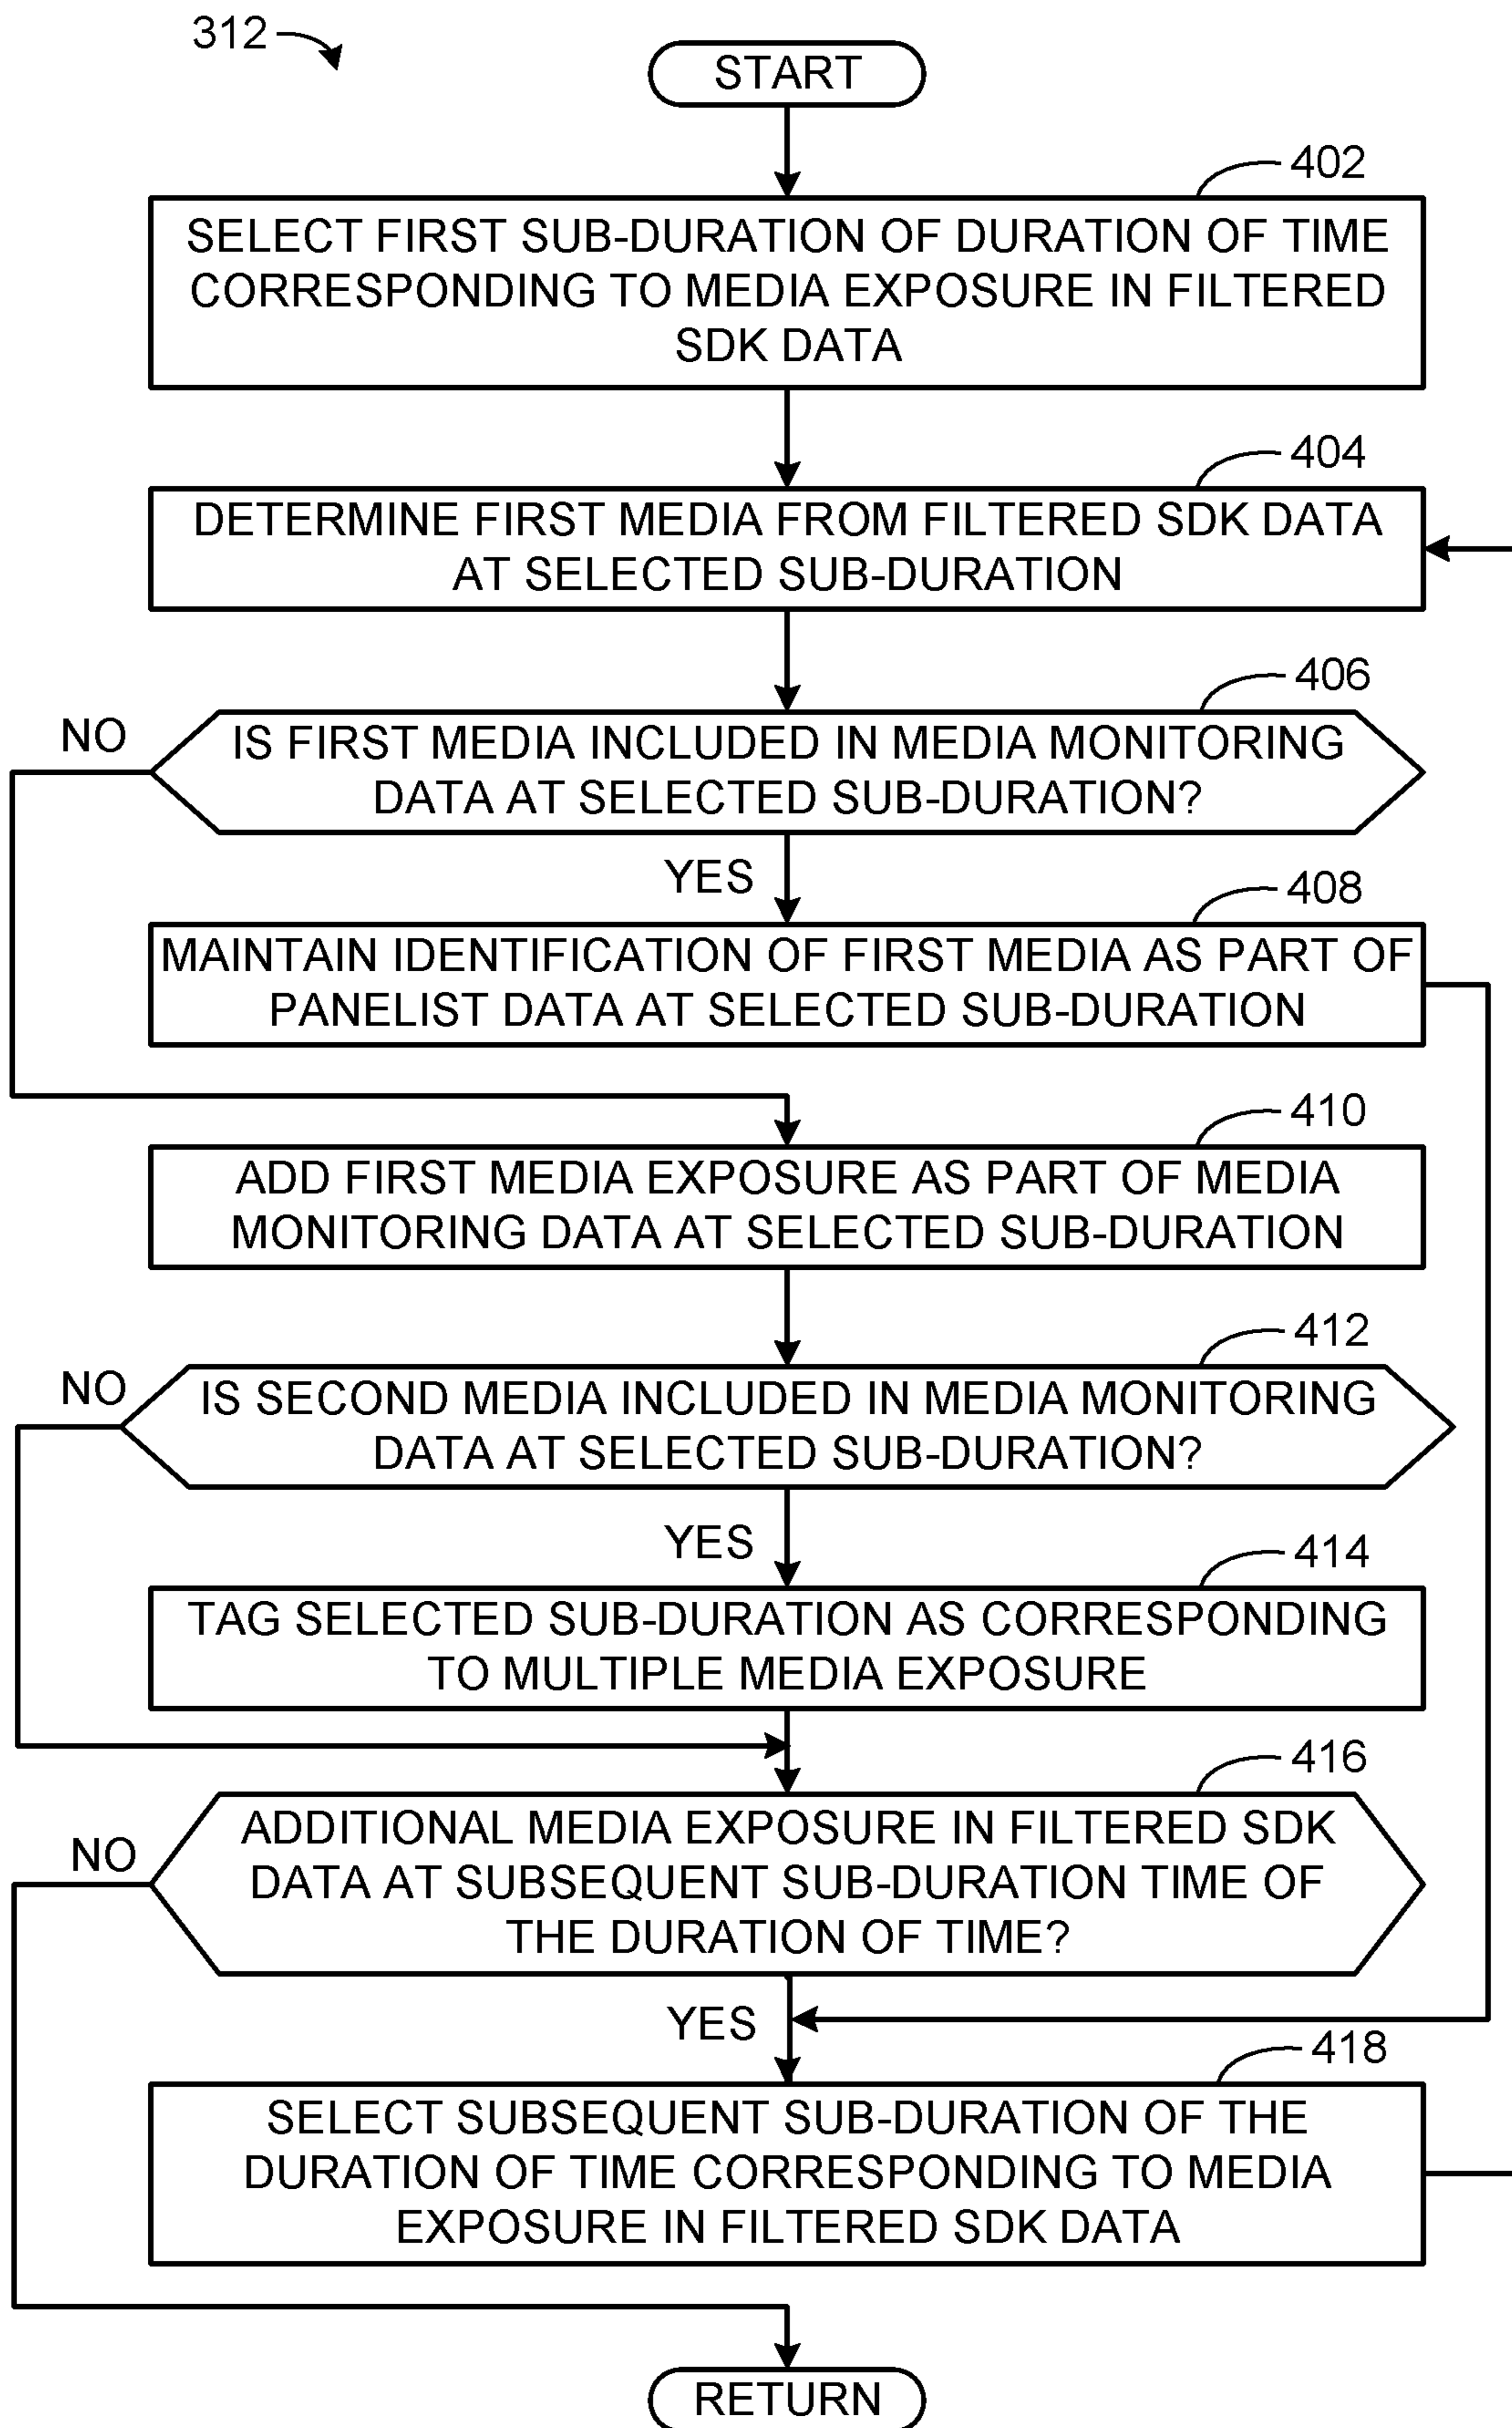 312
START
402
SELECT FIRST SUB-DURATION OF DURATION OF TIME
CORRESPONDING TO MEDIA EXPOSURE IN FILTERED
SDK DATA
404
DETERMINE FIRST MEDIA FROM FILTERED SDK DATA
AT SELECTED SUB-DURATION
406
NO
IS FIRST MEDIA INCLUDED IN MEDIA MONITORING
DATA AT SELECTED SUB-DURATION?
YES
408
MAINTAIN IDENTIFICATION OF FIRST MEDIA AS PART OF
PANELIST DATA AT SELECTED SUB-DURATION
410
ADD FIRST MEDIA EXPOSURE AS PART OF MEDIA
MONITORING DATA AT SELECTED SUB-DURATION
412
NO
IS SECOND MEDIA INCLUDED IN MEDIA MONITORING
DATA AT SELECTED SUB-DURATION?
YES
414
TAG SELECTED SUB-DURATION AS CORRESPONDING
TO MULTIPLE MEDIA EXPOSURE
416
NO
ADDITIONAL MEDIA EXPOSURE IN FILTERED SDK
DATA AT SUBSEQUENT SUB-DURATION TIME OF
THE DURATION OF TIME?
YES
418
SELECT SUBSEQUENT SUB-DURATION OF THE
DURATION OF TIME CORRESPONDING TO MEDIA
EXPOSURE IN FILTERED SDK DATA
RETURN